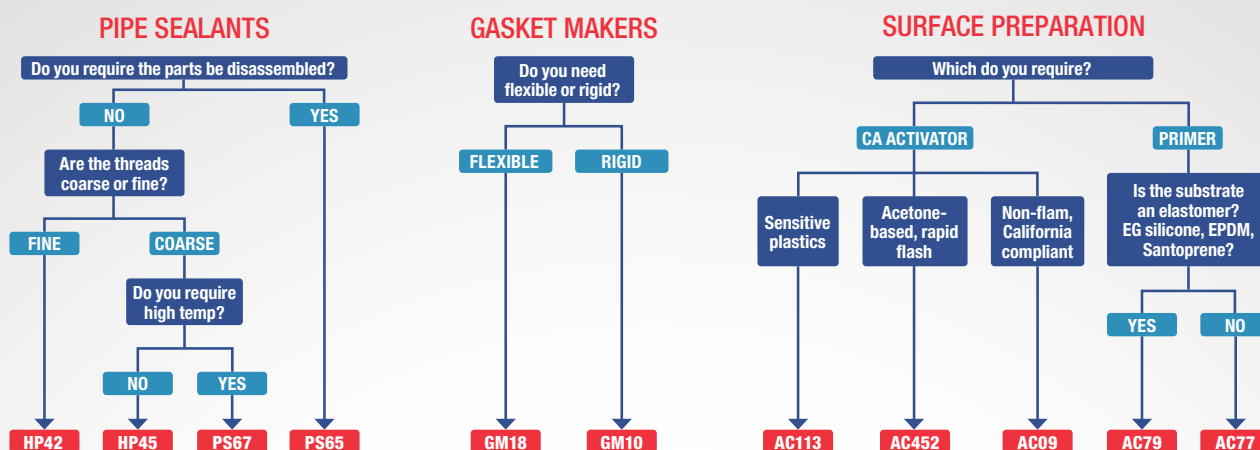 PIPE SEALANTS
Do you require the parts be disassembled?
NO
YES
Are the threads
coarse or fine?
FINE
COARSE
Do you require
high temp?
NO
YES
HP42
HP45
PS67
PS65
GASKET MAKERS
Do you need
flexible or rigid?
FLEXIBLE
RIGID
GM18
GM10
SURFACE PREPARATION
Which do you require?
CA ACTIVATOR
PRIMER
Sensitive
plastics
Acetone-
based, rapid
flash
Non-flam,
California
compliant
Is the substrate
an elastomer?
EG silicone, EPDM,
Santoprene?
YES
NO
AC113
AC452
AC09
AC79
AC77